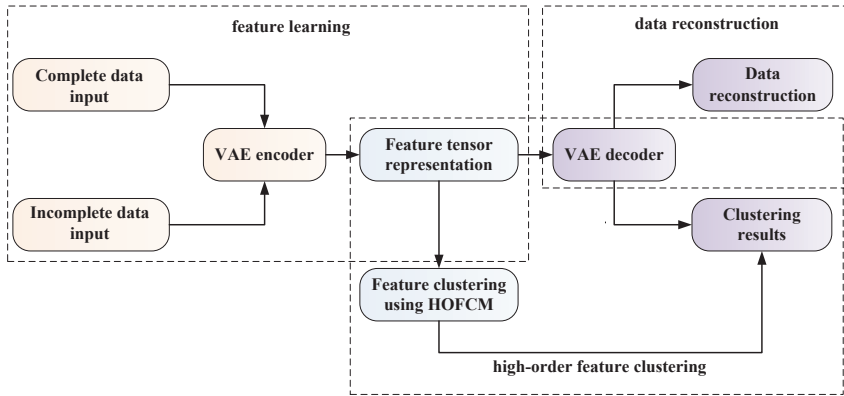 feature learning
data reconstruction
Complete data
input
Data
reconstruction
VAE encoder
Feature tensor
representation
VAE decoder
Incomplete data
input
Clustering
results
Feature clustering
using HOFCM
high-order feature clustering